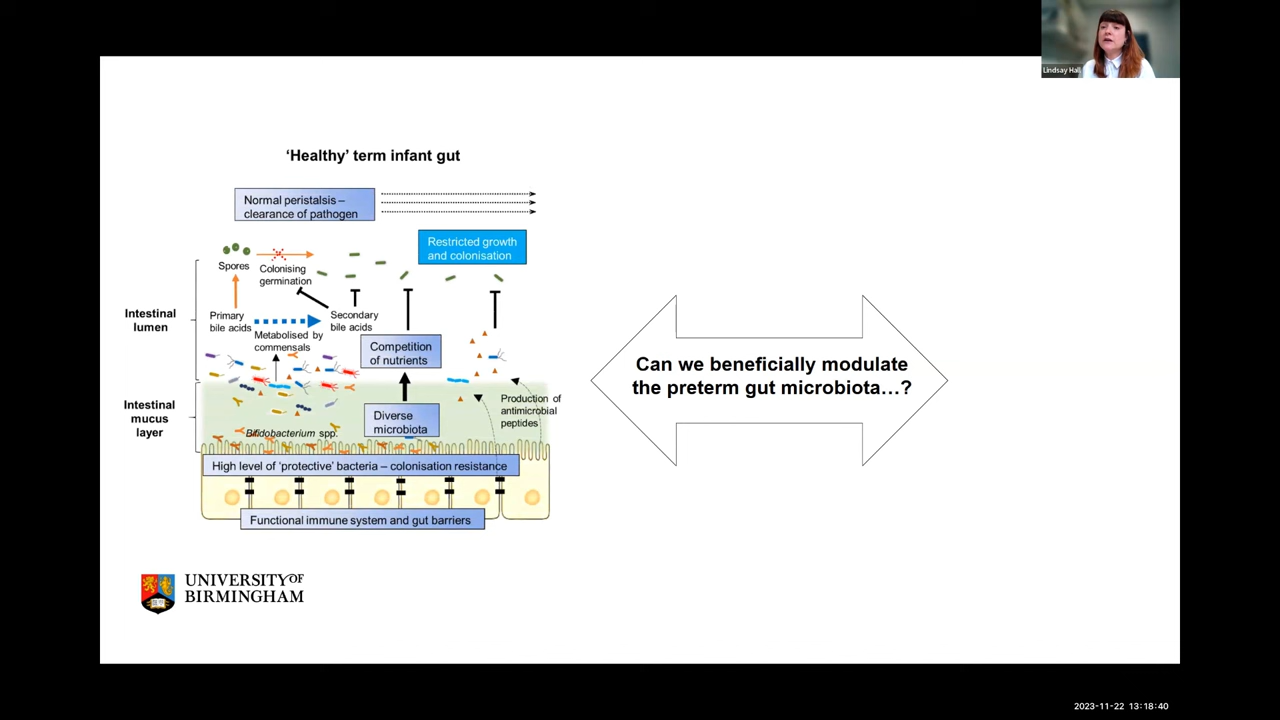 Lindsay Hall
'Healthy' term infant gut
Normal peristalsis –
clearance of pathogen
Restricted growth
and colonisation
Spores
Colonising
germination
Intestinal
lumen
Primary
bile acids
Secondary
bile acids
Metabolised by
commensals
Competition
of nutrients
Can we beneficially modulate
the preterm gut microbiota…?
Intestinal
mucus
layer
Production of
antimicrobial
peptides
Diverse
microbiota
Bifidobacterium spp.
High level of 'protective' bacteria – colonisation resistance
Functional immune system and gut barriers
UNIVERSITY OF
BIRMINGHAM
2023-11-22 13:18:40